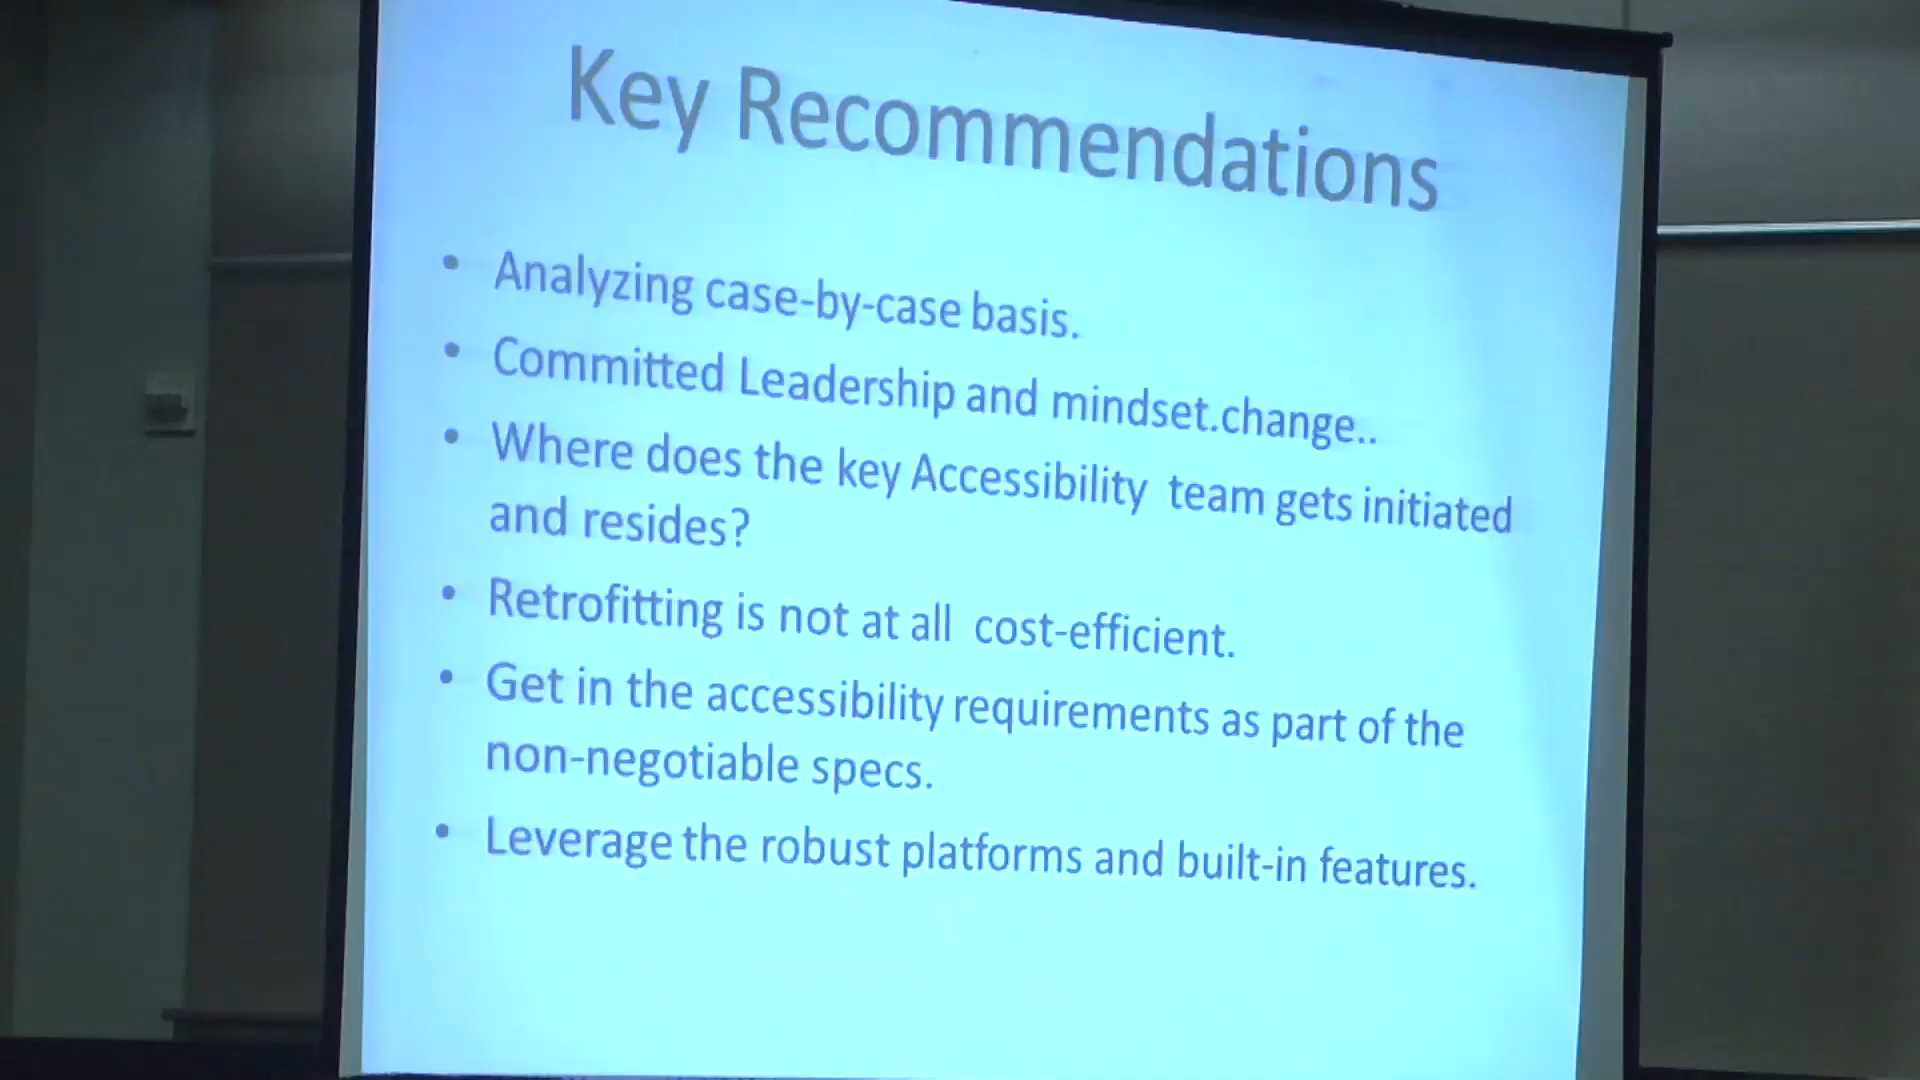 Key Recommendations
• Analyzing case-by-case basis.
• Committed Leadership and mindset.change..
• Where does the key Accessibility team gets initiated
and resides?
• Retrofitting is not at all cost-efficient.
• Get in the accessibility requirements as part of the
non-negotiable specs.
• Leverage the robust platforms and built-in features.